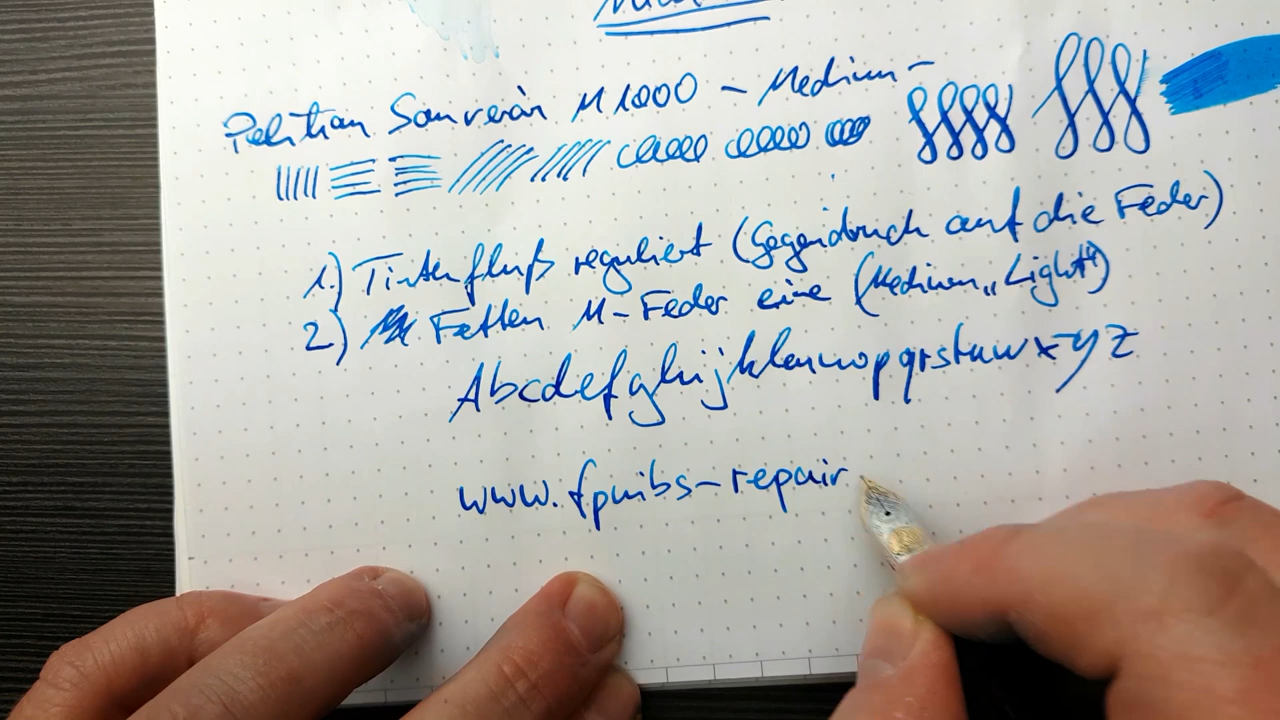 Pelikan Souverän M1000 – Medium –
1.) Tintenfluß reguliert (Gegendruck auf die Feder)
2) Fetten M-Feder eine (Medium „Light")
Abcdefghijklmnopqrstuvwxyz
www.fpnibs-repair